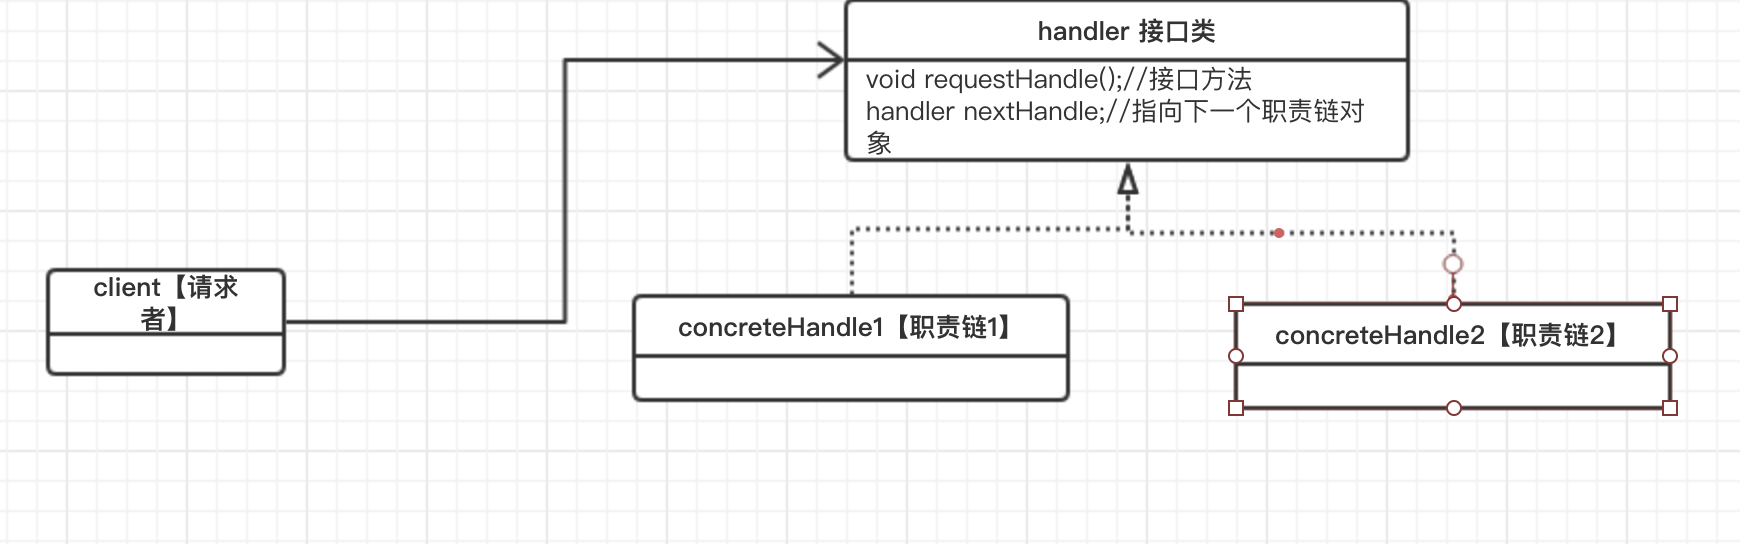 handler 接口类
void requestHandle();//接口方法
handler nextHandle;//指向下一个职责链对
象
client【请求
者】
concreteHandle1【职责链1】
concreteHandle2【职责链2】